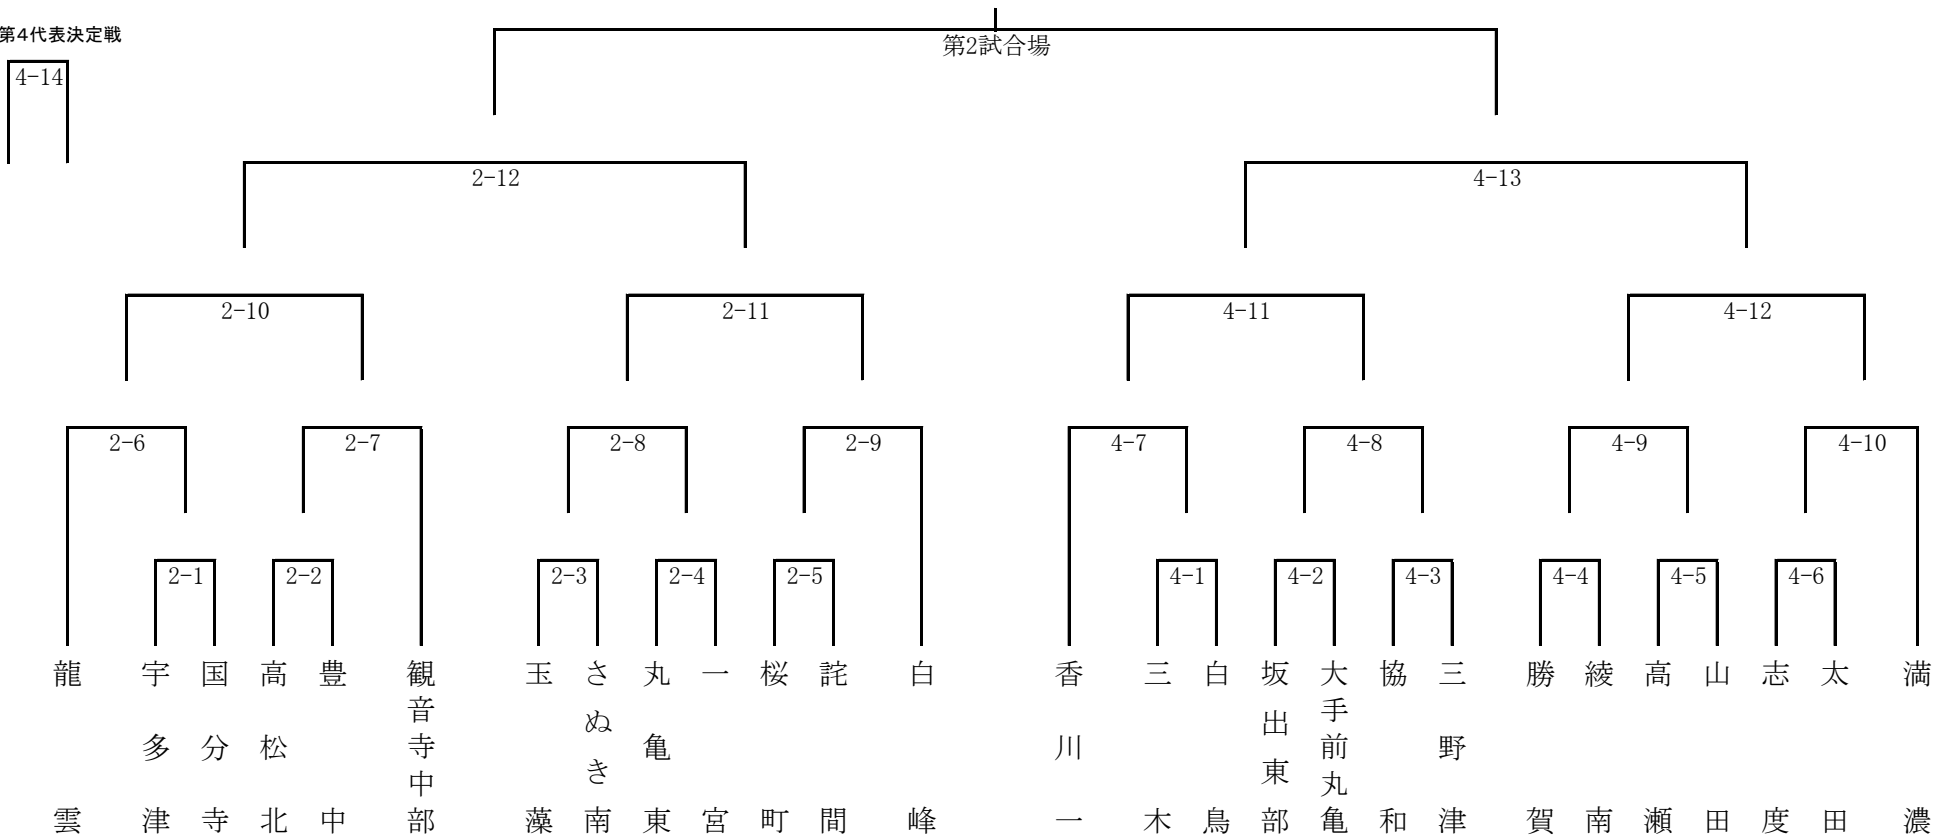 第4代表決定戦
第2試合場
4-14
2-12
4-13
2-10
2-11
4-11
4-12
2-6
2-7
2-8
2-9
4-7
4-8
4-9
4-10
2-1
2-2
2-3
2-4
2-5
4-1
4-2
4-3
4-4
4-5
4-6
龍雲
宇多津
国分寺
高松北
豊中
観音寺中部
玉藻
さぬき南
丸亀東
一宮
桜町
詫間
白峰
香川一
三木
白鳥
坂出東部
大手前丸亀
協和
三野津
勝賀
綾南
高瀬
山田
志度
太田
満濃